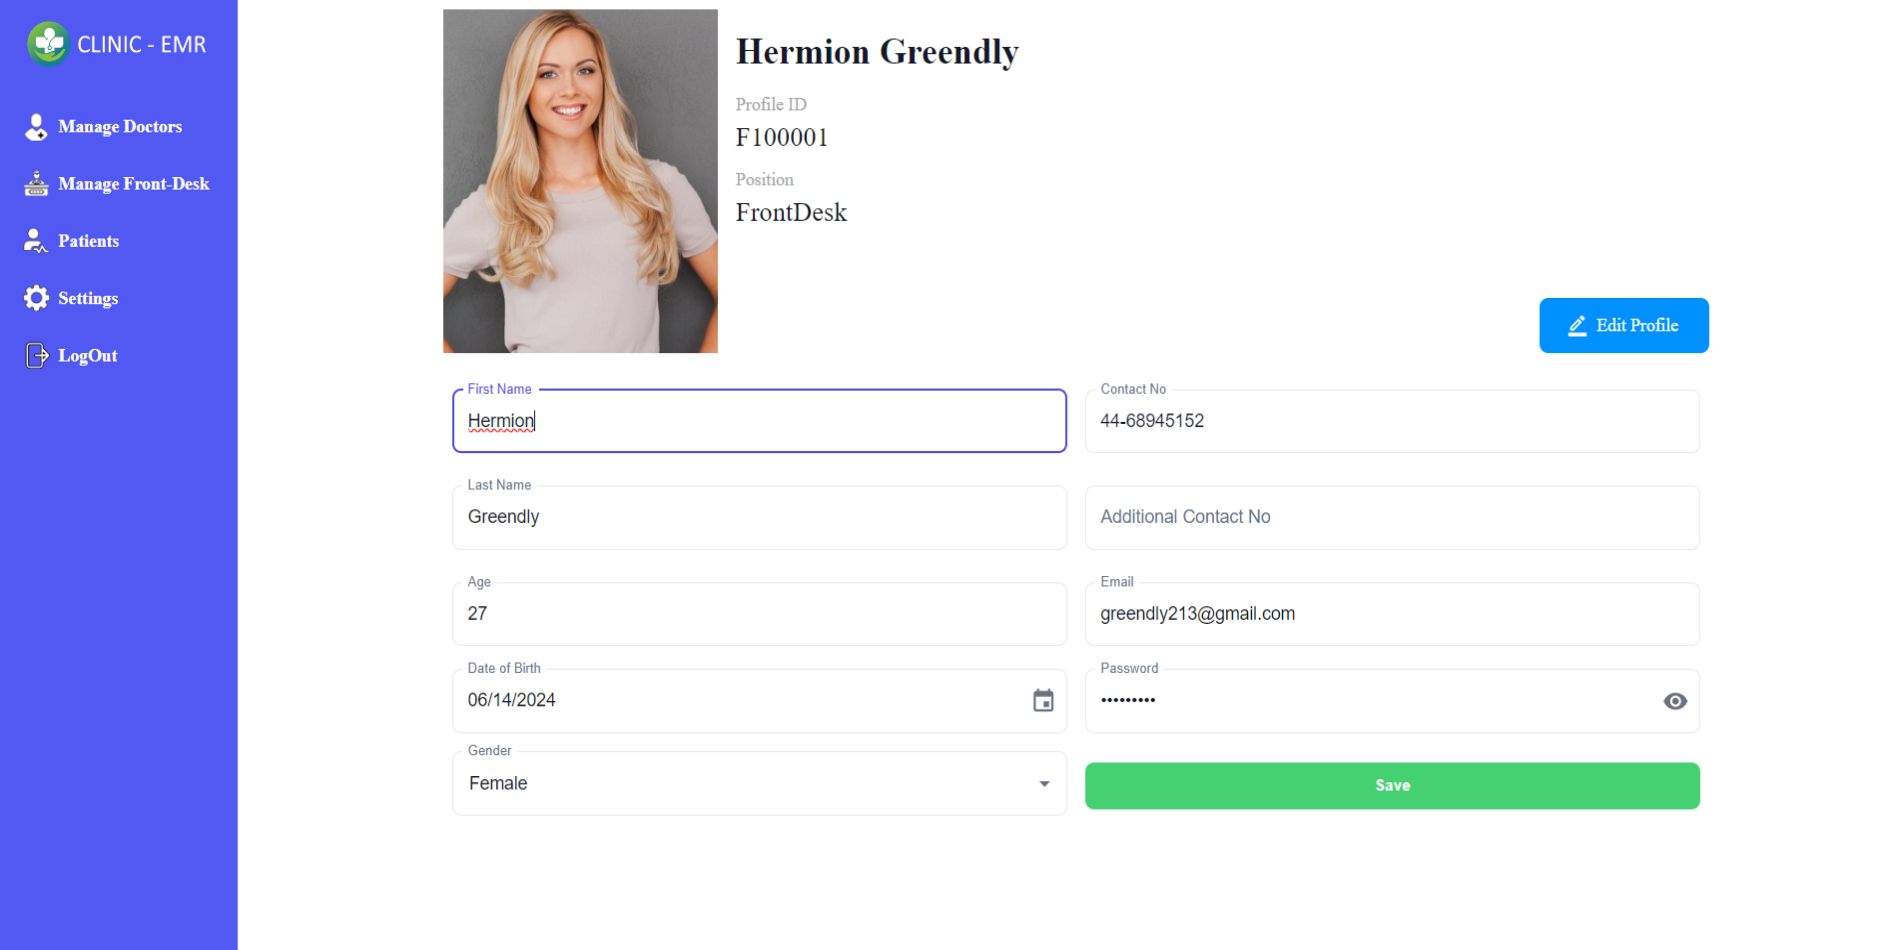 CLINIC - EMR
Manage Doctors
Manage Front-Desk
Patients
Settings
LogOut
Hermion Greendly
Profile ID
F100001
Position
FrontDesk
Edit Profile
First Name
Hermion
Contact No
44-68945152
Last Name
Greendly
Additional Contact No
Age
27
Email
greendly213@gmail.com
Date of Birth
06/14/2024
Password
•••••••••
Gender
Female
Save